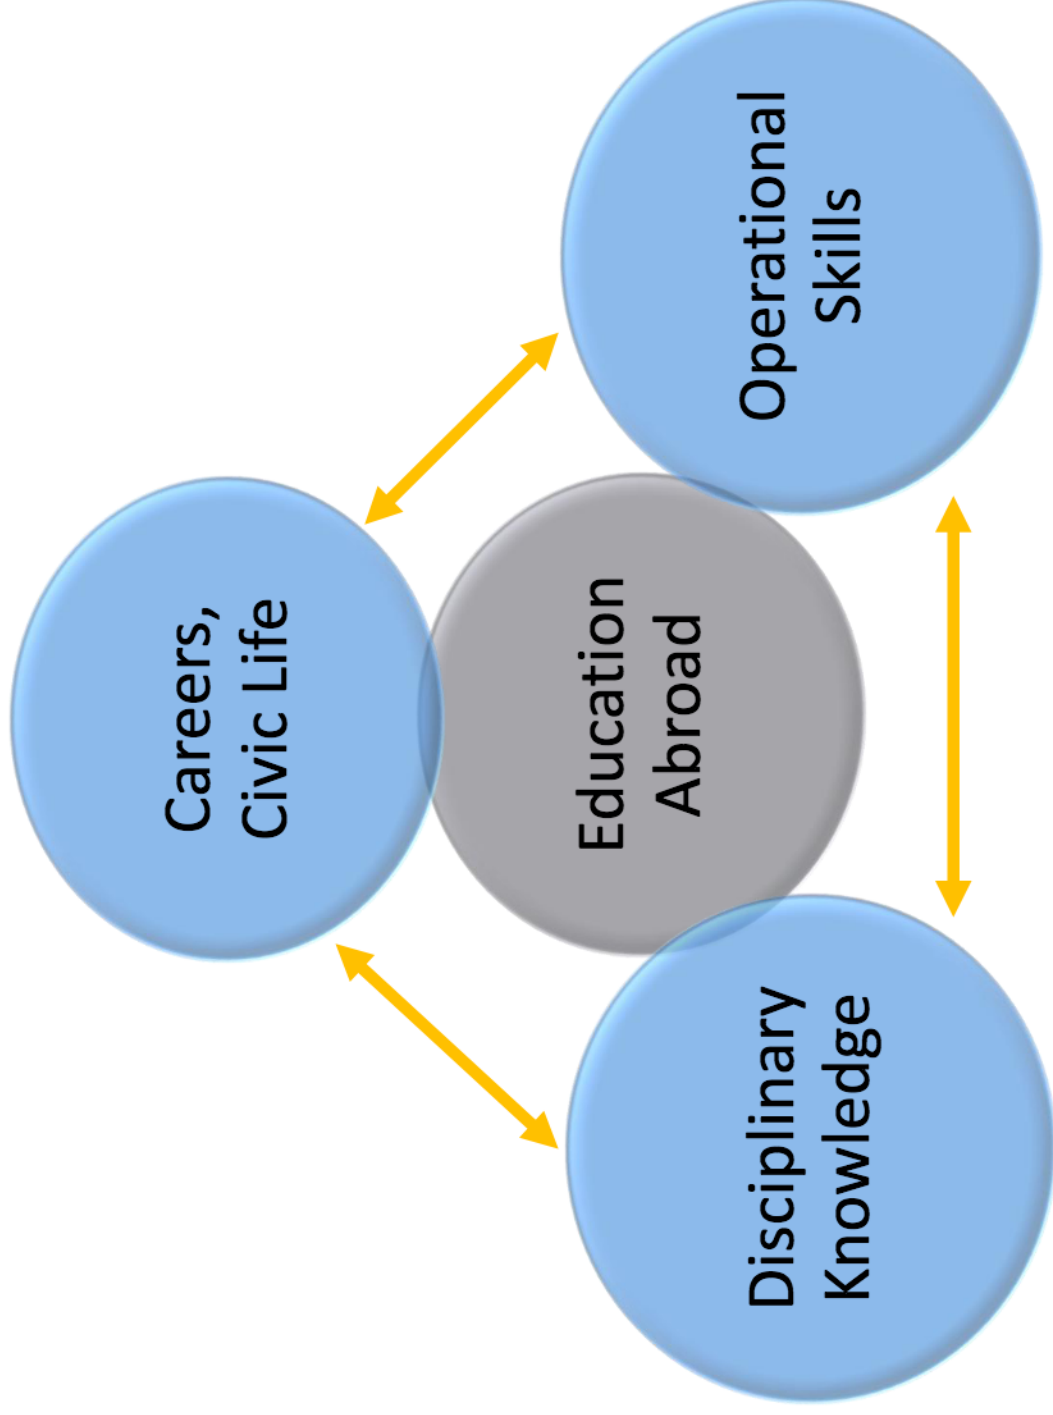 Careers,
Civic Life
Education
Abroad
Disciplinary
Knowledge
Operational
Skills